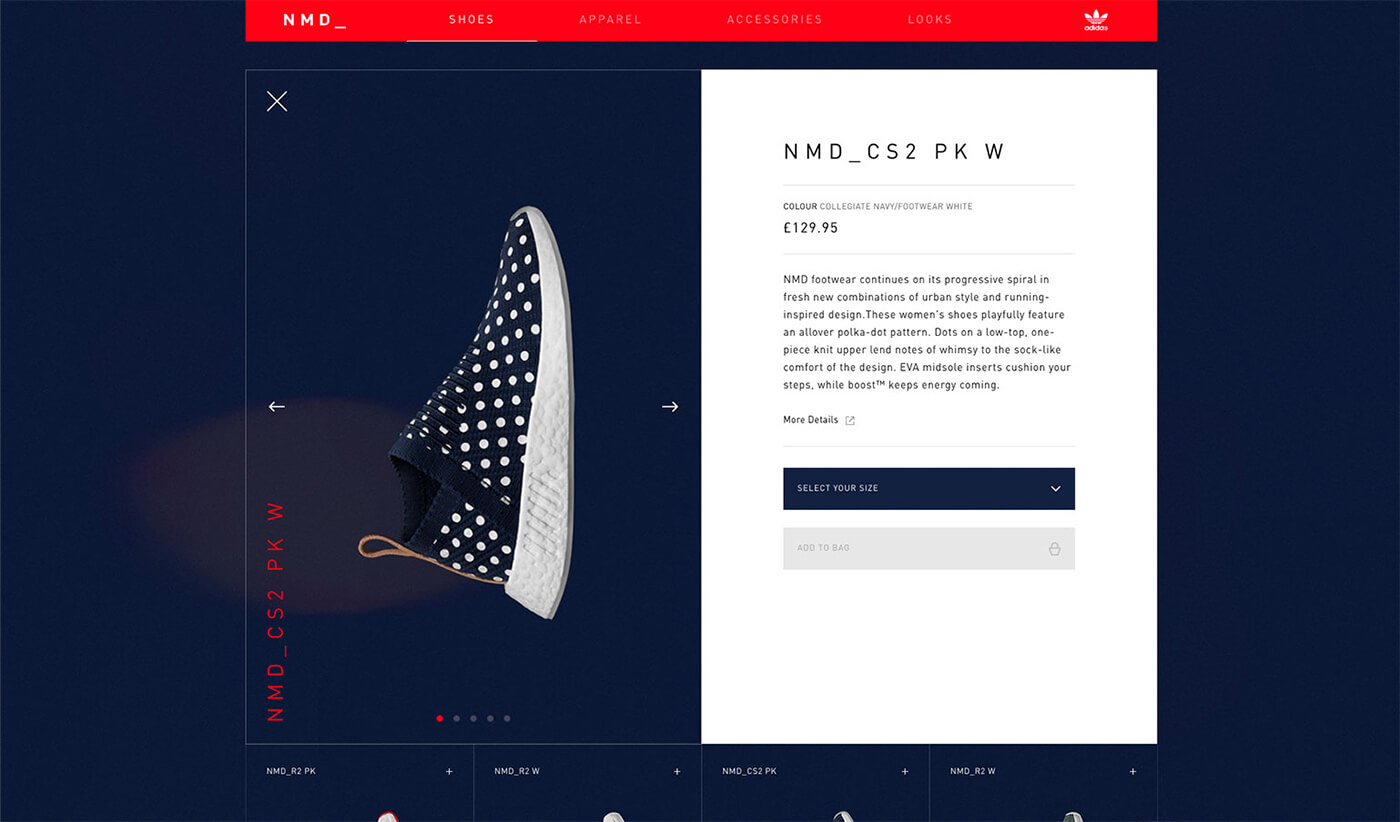 NMD_
SHOES
APPAREL
ACCESSORIES
LOOKS
adidas
NMD_CS2 PK W
NMD_CS2 PK W
COLOUR COLLEGIATE NAVY/FOOTWEAR WHITE
£129.95
NMD footwear continues on its progressive spiral in
fresh new combinations of urban style and running-
inspired design.These women's shoes playfully feature
an allover polka-dot pattern. Dots on a low-top, one-
piece knit upper lend notes of whimsy to the sock-like
comfort of the design. EVA midsole inserts cushion your
steps, while boost™ keeps energy coming.
More Details
SELECT YOUR SIZE
ADD TO BAG
NMD_R2 PK
NMD_R2 W
NMD_CS2 PK
NMD_R2 W